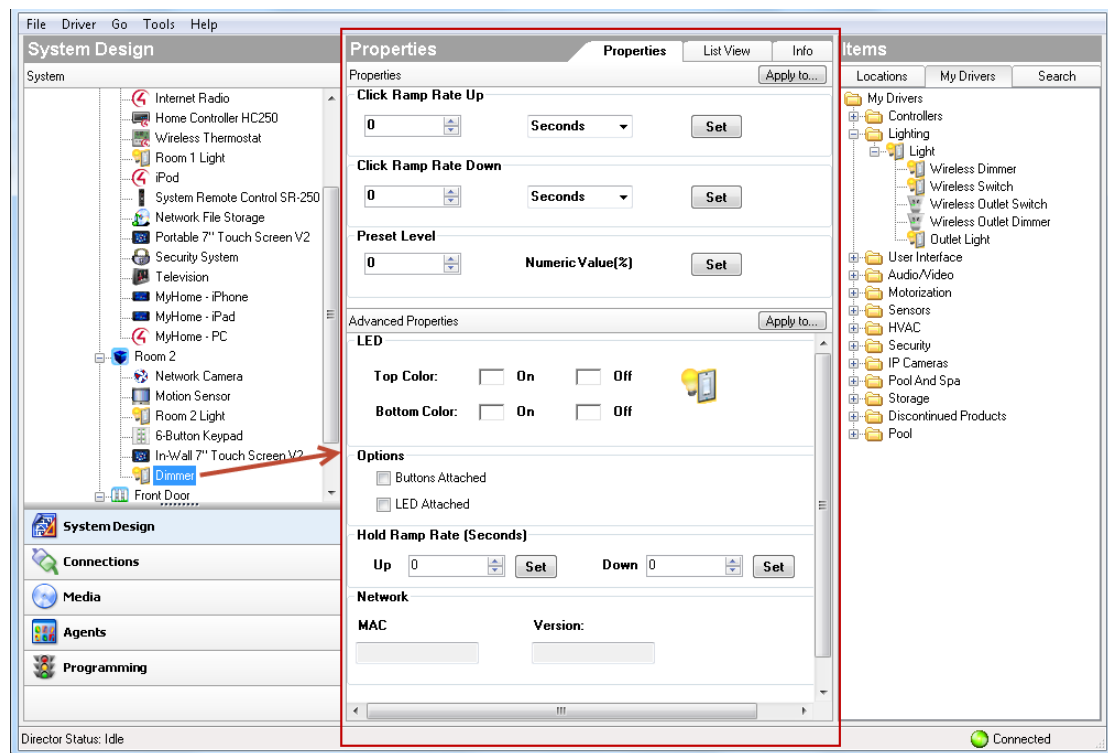 File Driver Go Tools Help
System Design
System
Internet Radio
Home Controller HC250
Wireless Thermostat
Room 1 Light
iPod
System Remote Control SR-250
Network File Storage
Portable 7" Touch Screen V2
Security System
Television
MyHome - iPhone
MyHome - iPad
MyHome - PC
Room 2
Network Camera
Motion Sensor
Room 2 Light
6-Button Keypad
In-Wall 7" Touch Screen V2
Dimmer
Front Door
System Design
Connections
Media
Agents
Programming
Properties
Properties List View Info
Properties Apply to...
Click Ramp Rate Up
0 Seconds Set
Click Ramp Rate Down
0 Seconds Set
Preset Level
0 Numeric Value(%) Set
Advanced Properties Apply to...
LED
Top Color: On Off
Bottom Color: On Off
Options
Buttons Attached
LED Attached
Hold Ramp Rate (Seconds)
Up 0 Set Down 0 Set
Network
MAC Version:
Items
Locations My Drivers Search
My Drivers
Controllers
Lighting
Light
Wireless Dimmer
Wireless Switch
Wireless Outlet Switch
Wireless Outlet Dimmer
Outlet Light
User Interface
Audio/Video
Motorization
Sensors
HVAC
Security
IP Cameras
Pool And Spa
Storage
Discontinued Products
Pool
Director Status: Idle
Connected